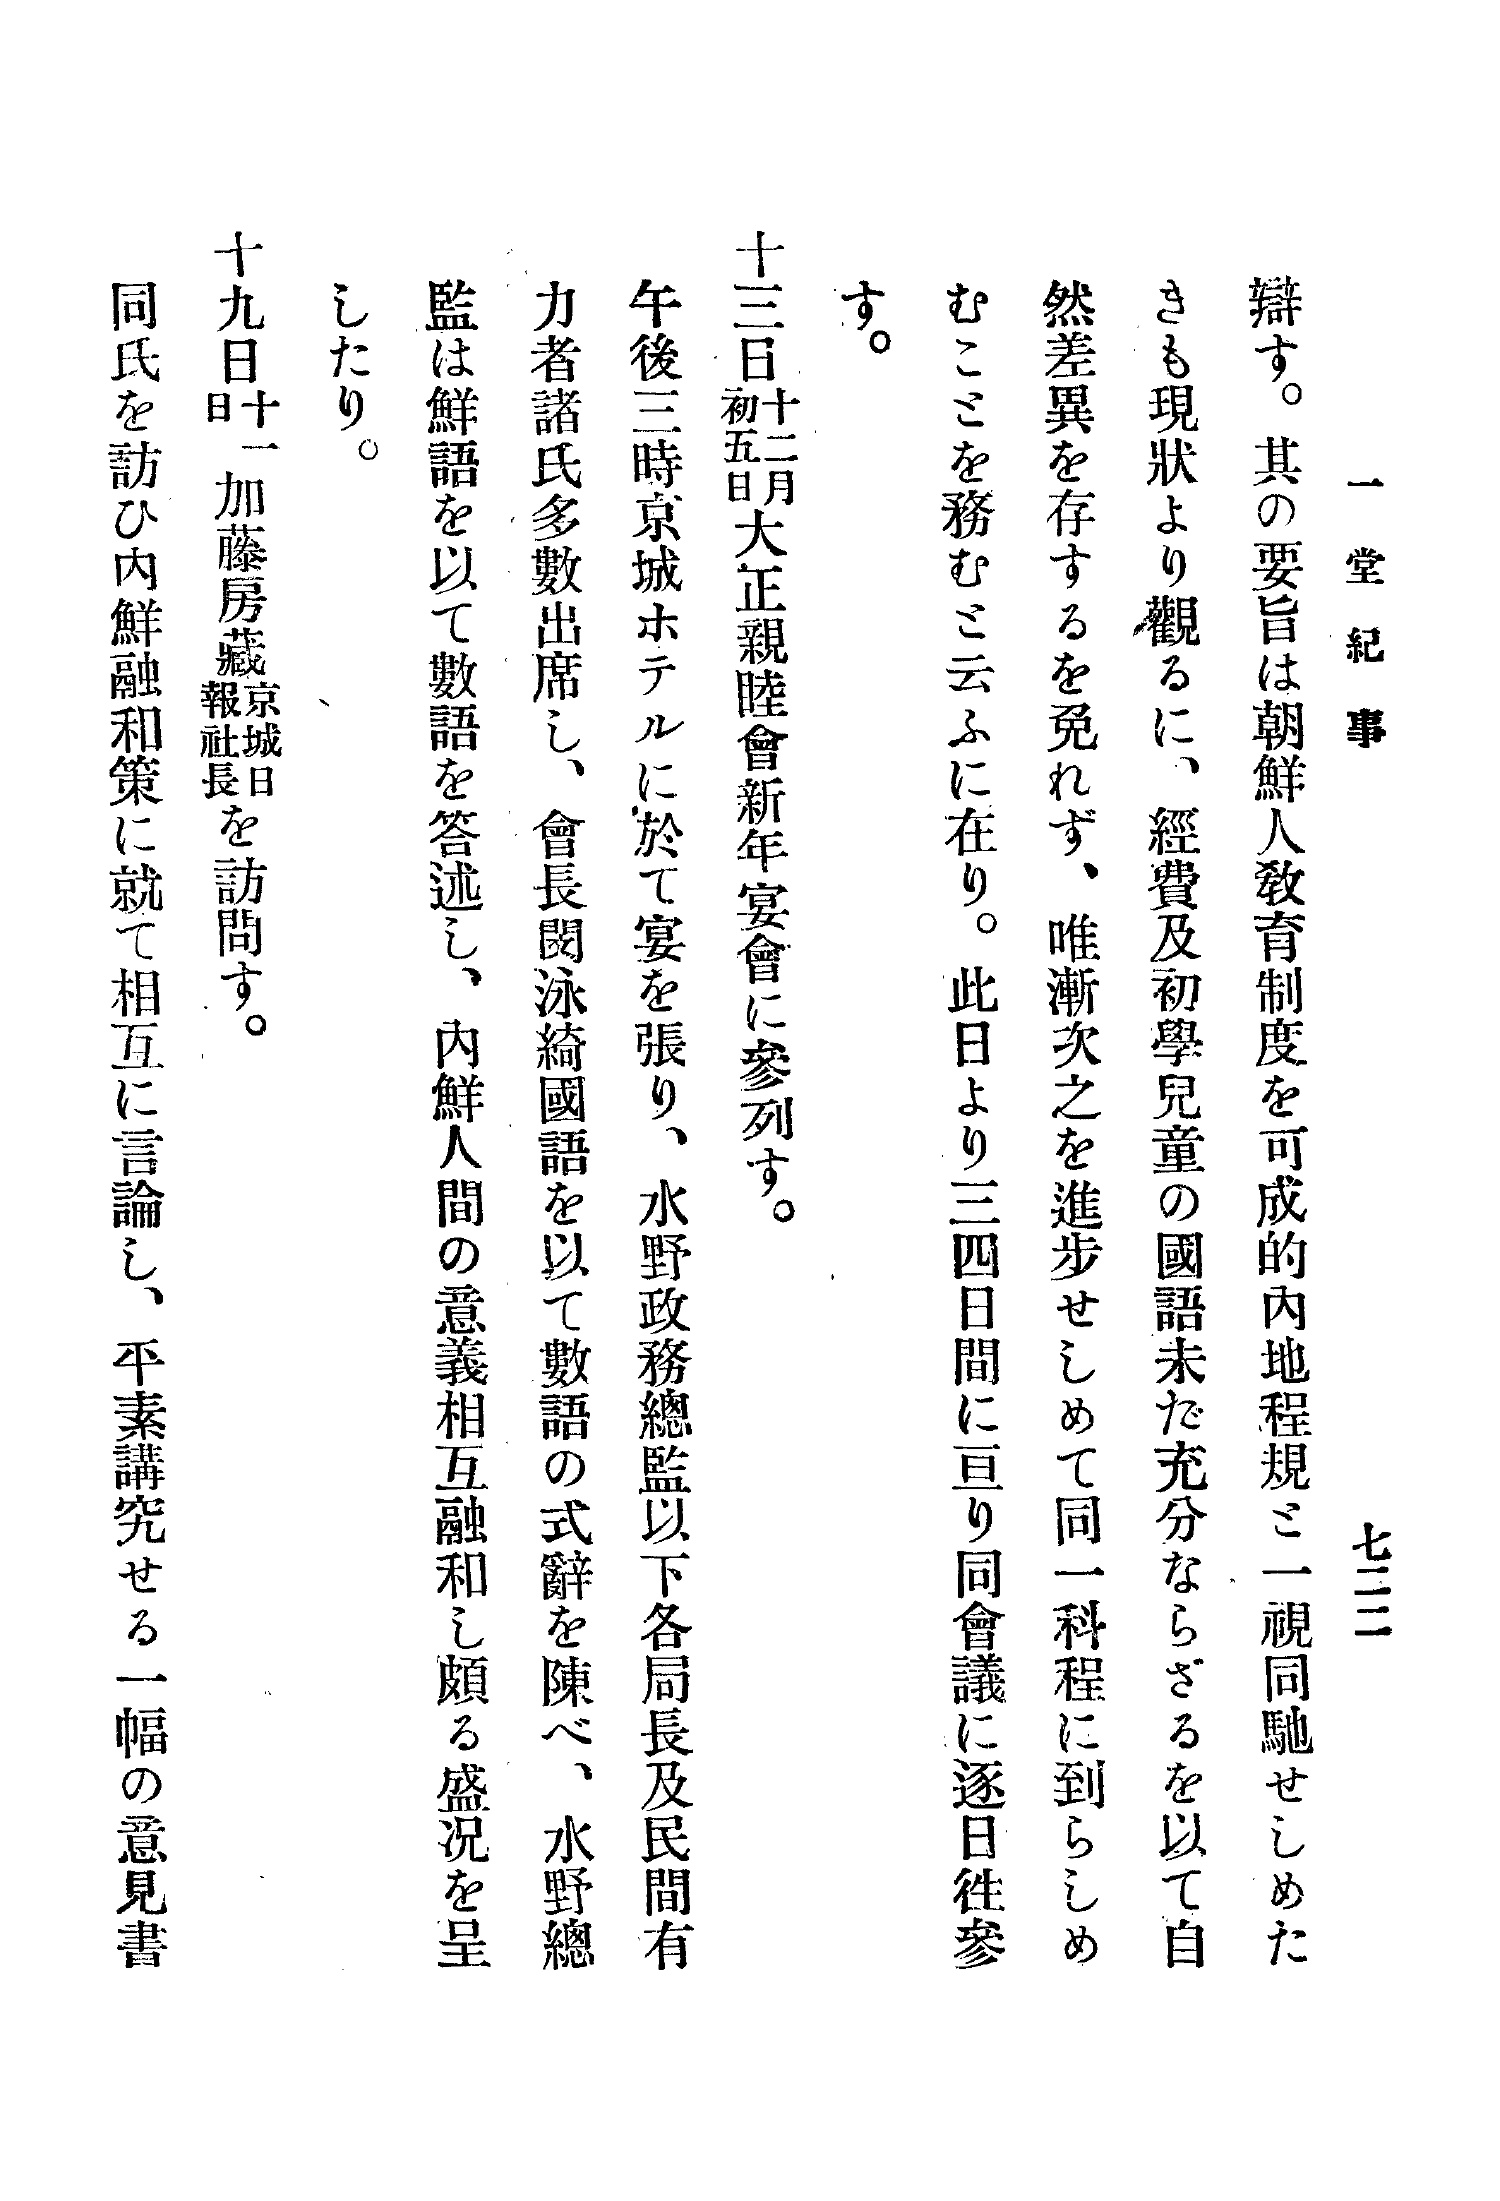 一堂紀事
七二二
辯す。其の要旨は朝鮮人敎育制度を可成的內地程規と一視同馳せしめた
きも現狀より觀るに、經費及初學兒童の國語未だ充分ならざるを以て自
然差異を存するを免れず、唯漸次之を進步せしめて同一科程に到らしめ
むことを務むと云ふに在り。此日より三四日間に亘り同會議に逐日徃參
す。
十三日十二月初五日大正親睦會新年宴會に參列す。
午後三時京城ホテルに於て宴を張り、水野政務總監以下各局長及民間有
力者諸氏多數出席し、會長閔泳綺國語を以て數語の式辭を陳べ、水野總
監は鮮語を以て數語を答述し、內鮮人間の意義相互融和し頗る盛况を呈
したり。
十九日十一日加藤房藏京城日報社長を訪問す。
同氏を訪ひ內鮮融和策に就て相互に言論し、平素講究せる一幅の意見書